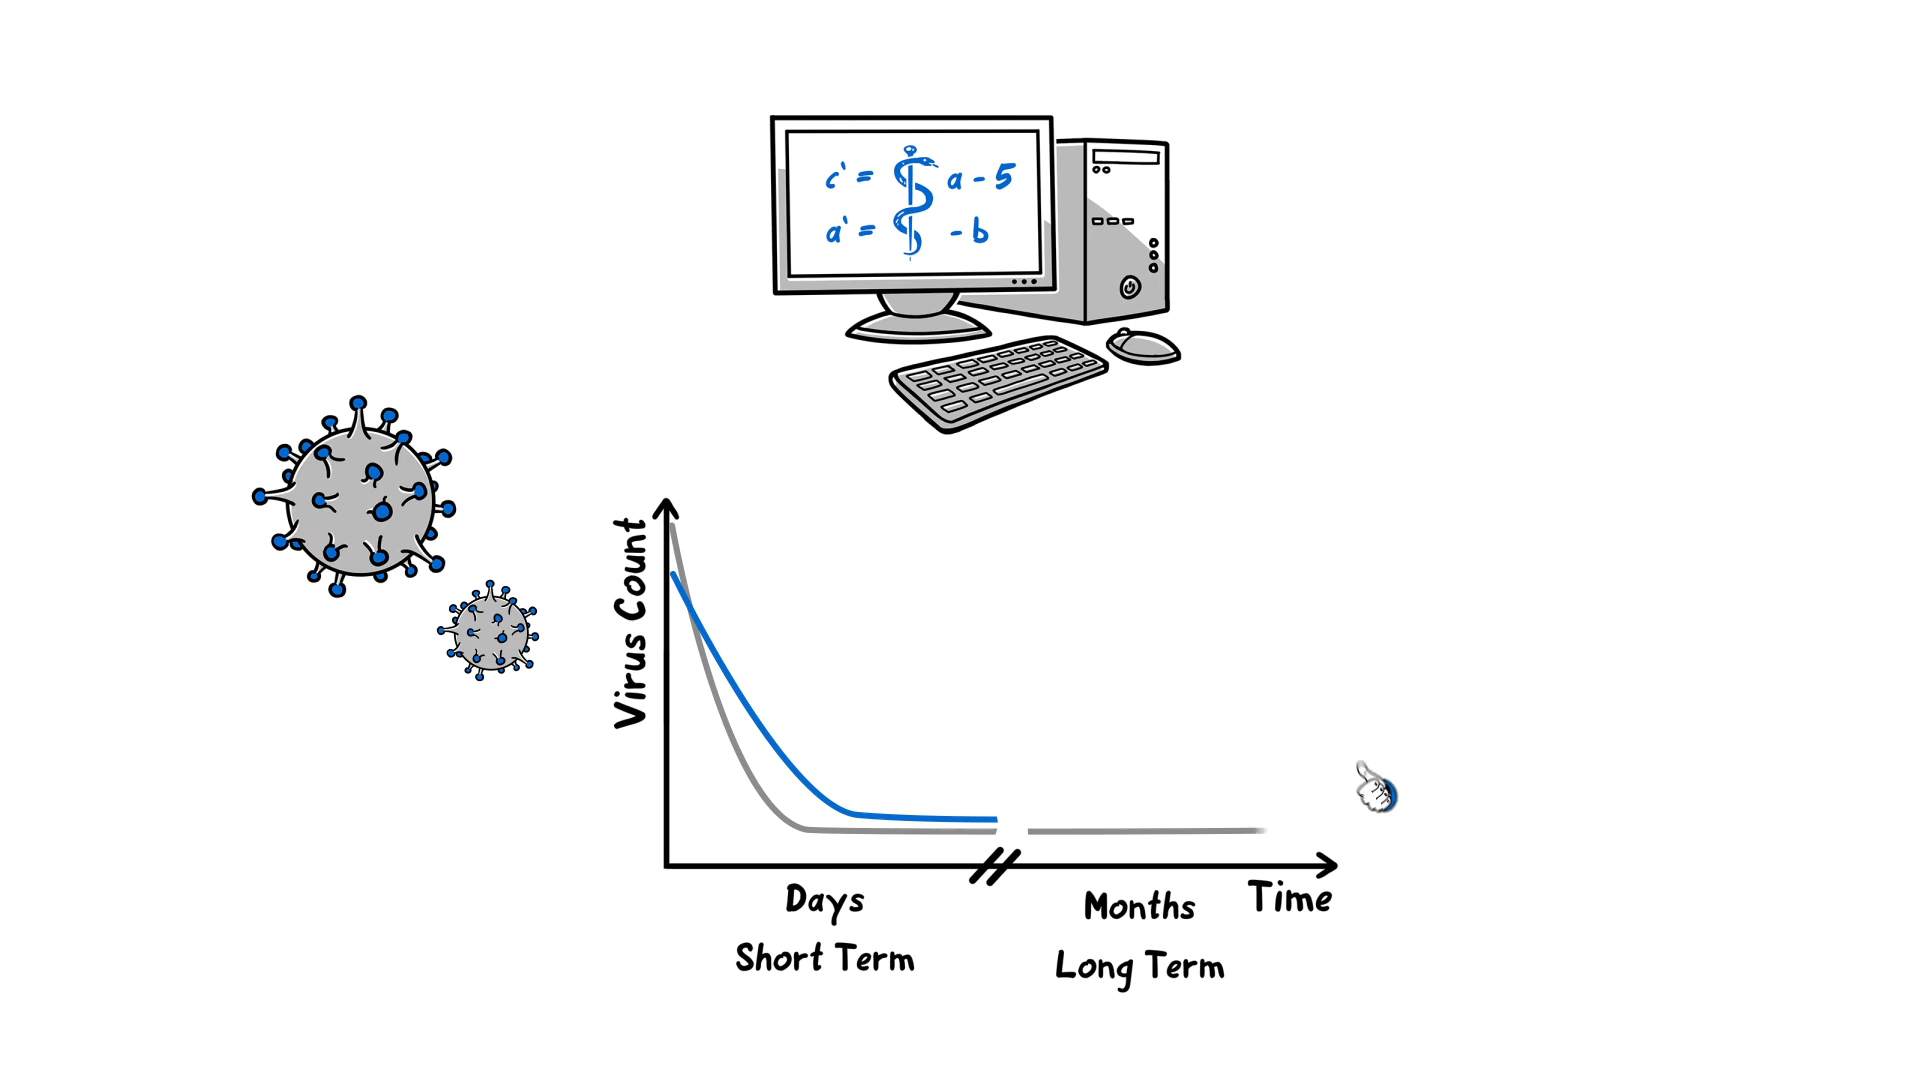 c' = a - 5
a' = - b
Virus Count
Days
Months
Time
Short Term
Long Term